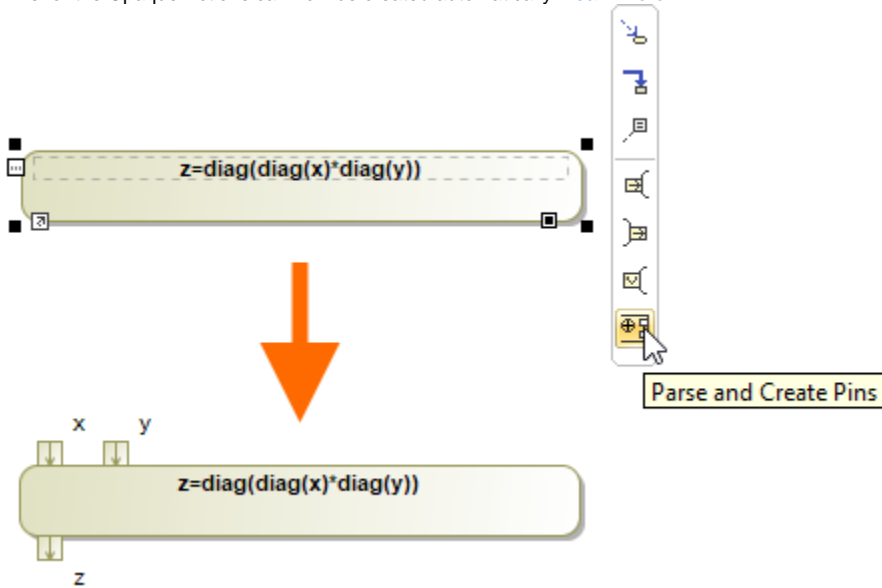 z=diag(diag(x)*diag(y))
Parse and Create Pins
x y
z=diag(diag(x)*diag(y))
z